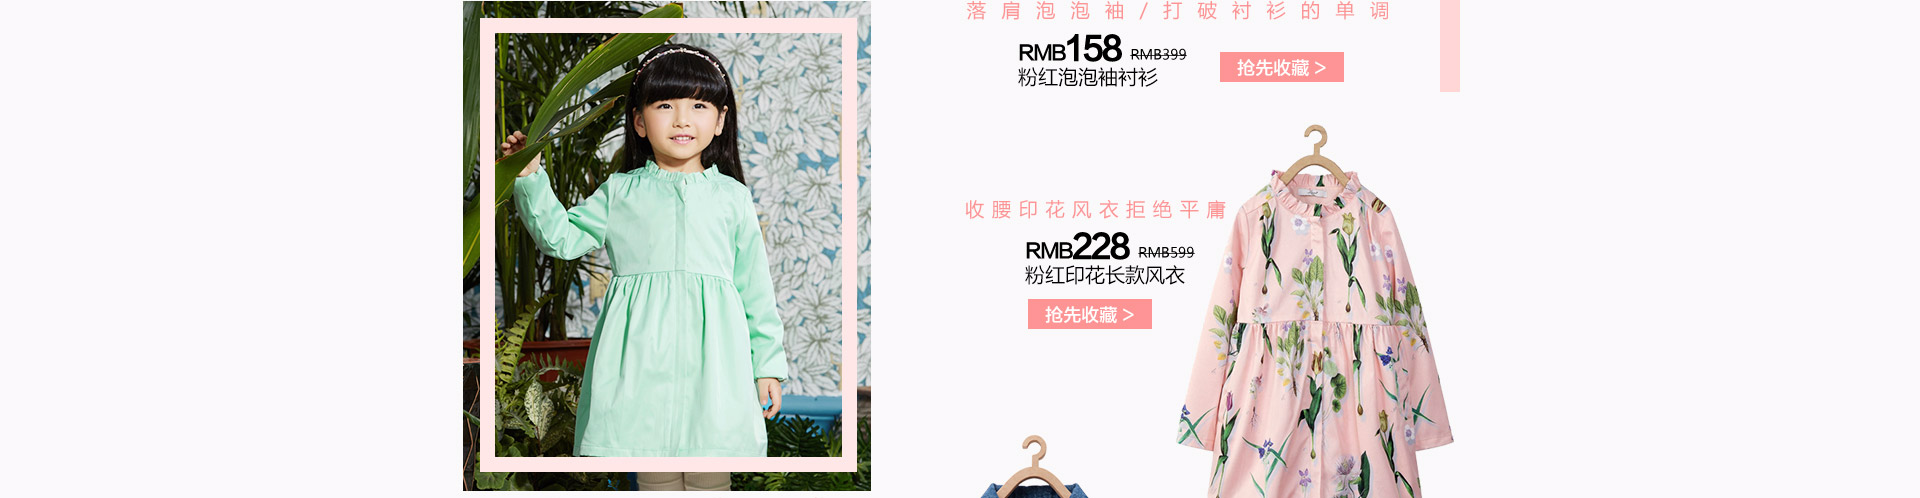 落肩泡泡袖/打破衬衫的单调
RMB158 RMB399
粉红泡泡袖衬衫
抢先收藏 >
收腰印花风衣拒绝平庸
RMB228 RMB599
粉红印花长款风衣
抢先收藏 >